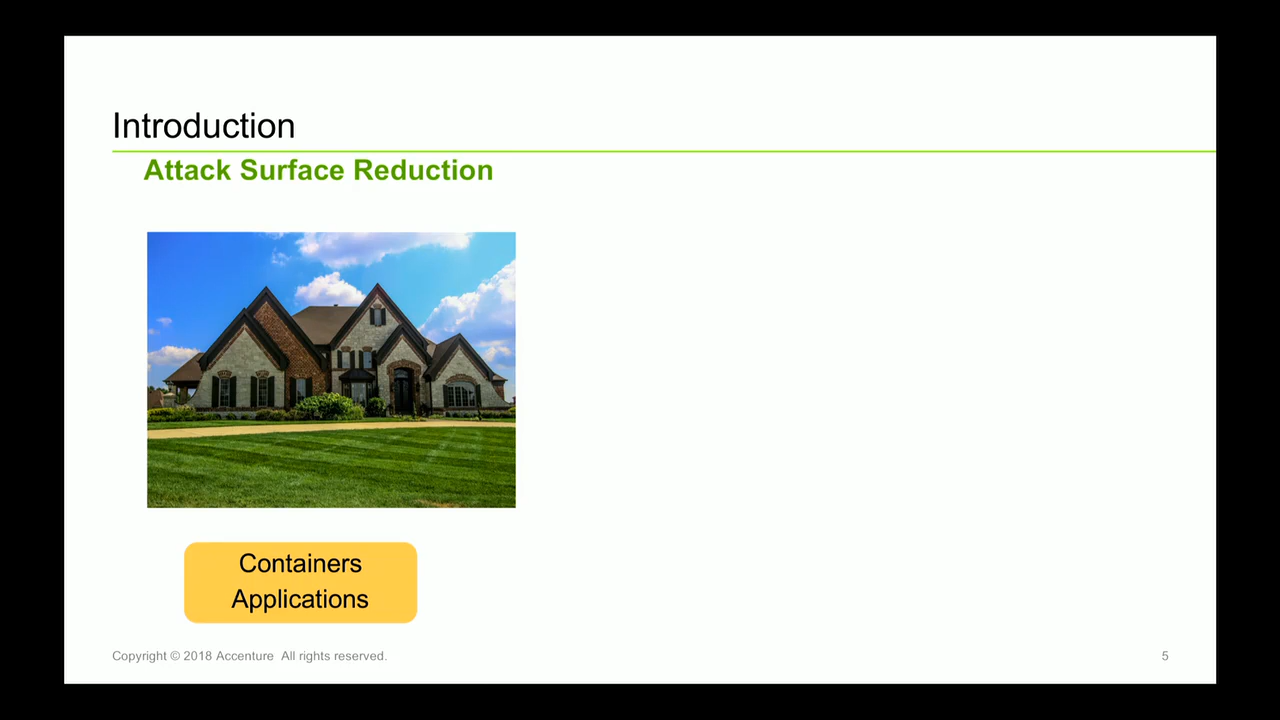 Introduction
Attack Surface Reduction
Containers
Applications
Copyright © 2018 Accenture  All rights reserved.
5